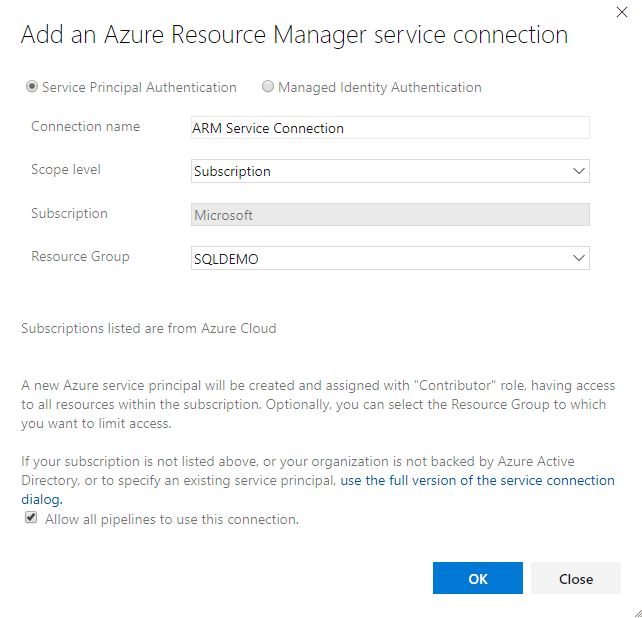 Add an Azure Resource Manager service connection
Service Principal Authentication Managed Identity Authentication
Connection name ARM Service Connection
Scope level Subscription
Subscription Microsoft
Resource Group SQLDEMO
Subscriptions listed are from Azure Cloud
A new Azure service principal will be created and assigned with "Contributor" role, having access
to all resources within the subscription. Optionally, you can select the Resource Group to which
you want to limit access.
If your subscription is not listed above, or your organization is not backed by Azure Active
Directory, or to specify an existing service principal, use the full version of the service connection
dialog.
Allow all pipelines to use this connection.
OK Close